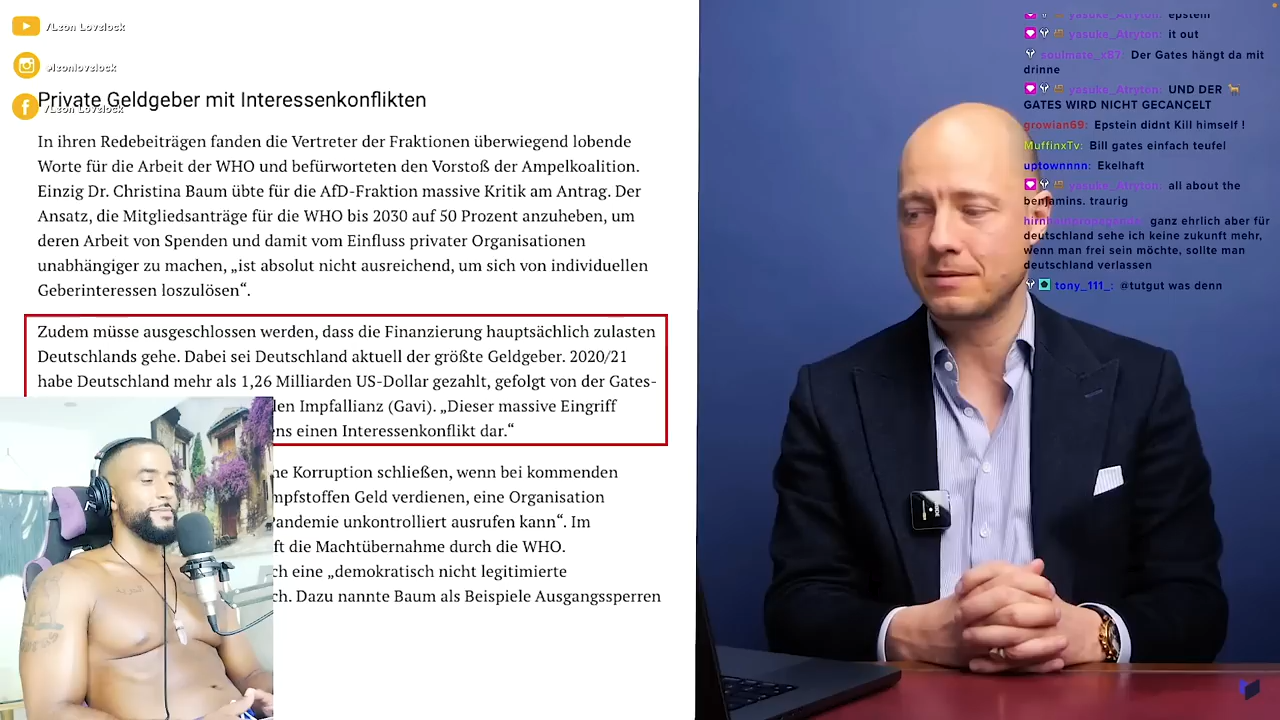 /Leon Lovelock
leonlovelock
/Leon Lovelock
Private Geldgeber mit Interessenkonflikten
In ihren Redebeiträgen fanden die Vertreter der Fraktionen überwiegend lobende
Worte für die Arbeit der WHO und befürworten den Vorstoß der Ampelkoalition.
Einzig Dr. Christina Baum übte für die AfD-Fraktion massive Kritik am Antrag. Der
Ansatz, die Mitgliedsanträge für die WHO bis 2030 auf 50 Prozent anzuheben, um
deren Arbeit von Spenden und damit vom Einfluss privater Organisationen
unabhängiger zu machen, „ist absolut nicht ausreichend, um sich von individuellen
Geberinteressen loszulösen“.
Zudem müsse ausgeschlossen werden, dass die Finanzierung hauptsächlich zulasten
Deutschlands gehe. Dabei sei Deutschland aktuell der größte Geldgeber. 2020/21
habe Deutschland mehr als 1,26 Milliarden US-Dollar gezahlt, gefolgt von der Gates-
len Impfallianz (Gavi). „Dieser massive Eingriff
ens einen Interessenkonflikt dar.“
ne Korruption schließen, wenn bei kommenden
mpfstoffen Geld verdienen, eine Organisation
Pandemie unkontrolliert ausrufen kann“. Im
ft die Machtübernahme durch die WHO.
ch eine „demokratisch nicht legitimierte
ch. Dazu nannte Baum als Beispiele Ausgangssperren
yasuke_Atryton: epstein
yasuke_Atryton: it out
soulmate_x87: Der Gates hängt da mit
drinne
yasuke_Atryton: UND DER
GATES WIRD NICHT GECANCELT
growian69: Epstein didnt Kill himself !
MuffinxTv: Bill gates einfach teufel
uptownnnn: Ekelhaft
yasuke_Atryton: all about the
benjamins. traurig
ganz ehrlich aber für
deutschland sehe ich keine zukunft mehr,
wenn man frei sein möchte, sollte man
deutschland verlassen
tony_111_: @tutgut was denn